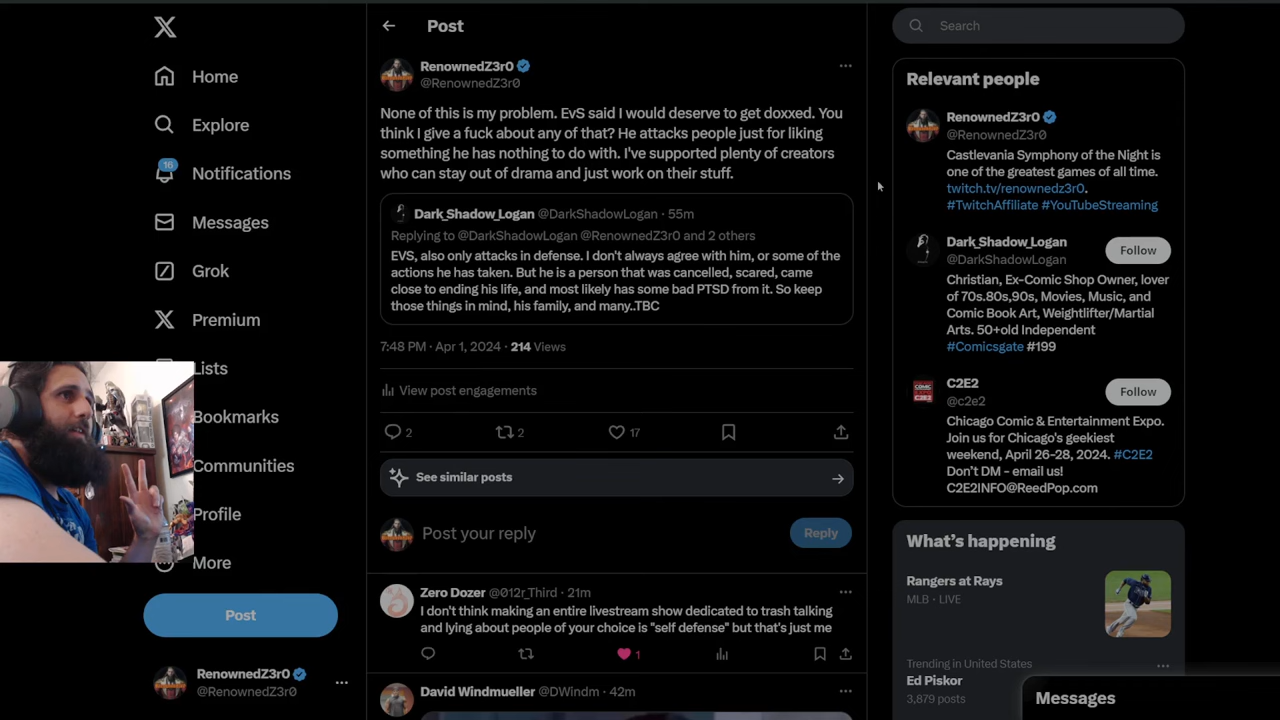 Home
Explore
16
Notifications
Messages
Grok
Premium
Lists
Bookmarks
Communities
Profile
More
Post
RenownedZ3r0
@RenownedZ3r0
Post
RenownedZ3r0
@RenownedZ3r0
None of this is my problem. EvS said I would deserve to get doxxed. You
think I give a fuck about any of that? He attacks people just for liking
something he has nothing to do with. I've supported plenty of creators
who can stay out of drama and just work on their stuff.
Dark_Shadow_Logan @DarkShadowLogan · 55m
Replying to @DarkShadowLogan @RenownedZ3r0 and 2 others
EVS, also only attacks in defense. I don't always agree with him, or some of the
actions he has taken. But he is a person that was cancelled, scared, came
close to ending his life, and most likely has some bad PTSD from it. So keep
those things in mind, his family, and many..TBC
7:48 PM · Apr 1, 2024 · 214 Views
View post engagements
2 2 17
See similar posts
Post your reply
Reply
Zero Dozer @012r_Third · 21m
I don't think making an entire livestream show dedicated to trash talking
and lying about people of your choice is "self defense" but that's just me
1
David Windmueller @DWindm · 42m
Search
Relevant people
RenownedZ3r0
@RenownedZ3r0
Castlevania Symphony of the Night is
one of the greatest games of all time.
twitch.tv/renownedz3r0.
#TwitchAffiliate #YouTubeStreaming
Dark_Shadow_Logan
@DarkShadowLogan
Follow
Christian, Ex-Comic Shop Owner, lover
of 70s.80s,90s, Movies, Music, and
Comic Book Art, Weightlifter/Martial
Arts. 50+old Independent
#Comicsgate #199
C2E2
@c2e2
Follow
Chicago Comic & Entertainment Expo.
Join us for Chicago's geekiest
weekend, April 26-28, 2024. #C2E2
Don't DM - email us!
C2E2INFO@ReedPop.com
What's happening
Rangers at Rays
MLB · LIVE
Trending in United States
Ed Piskor
3,879 posts
Messages